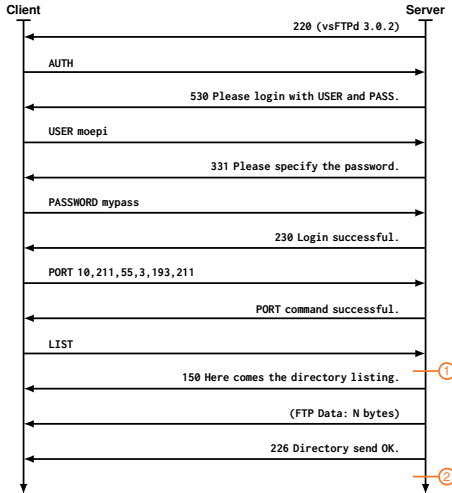 Client Server
220 (vsFTPd 3.0.2)
AUTH
530 Please login with USER and PASS.
USER moepi
331 Please specify the password.
PASSWORD mypass
230 Login successful.
PORT 10,211,55,3,193,211
PORT command successful.
LIST
1
150 Here comes the directory listing.
(FTP Data: N bytes)
226 Directory send OK.
2